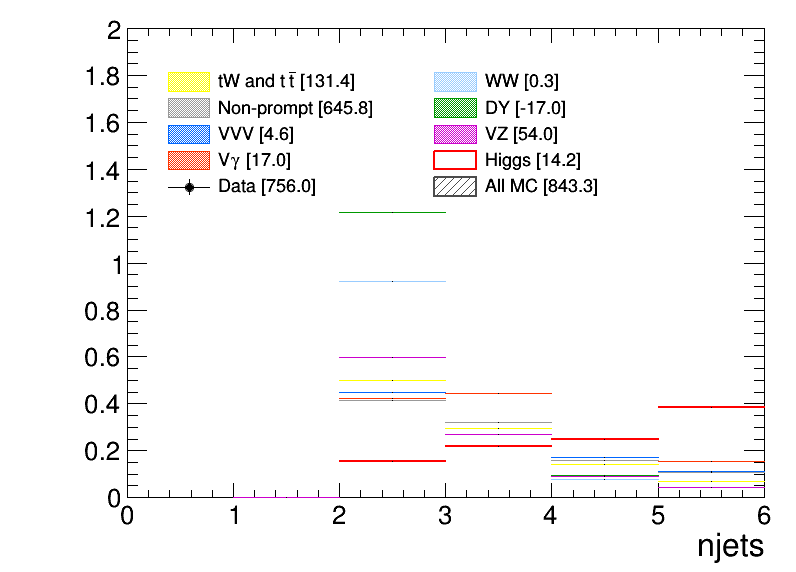 2
1.8
1.6
1.4
1.2
1
0.8
0.6
0.4
0.2
0
tW and t t̄ [131.4]
Non-prompt [645.8]
VVV [4.6]
Vγ [17.0]
Data [756.0]
WW [0.3]
DY [-17.0]
VZ [54.0]
Higgs [14.2]
All MC [843.3]
0 1 2 3 4 5 6
njets